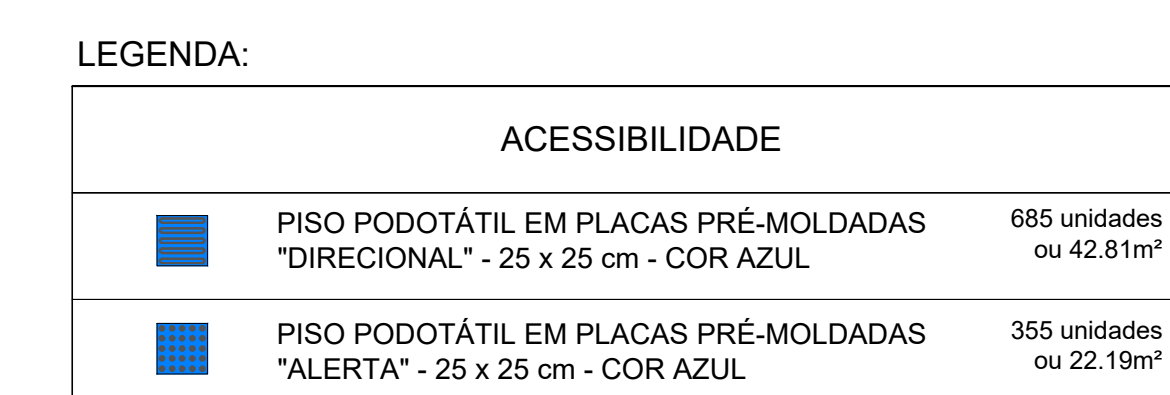 LEGENDA:
ACESSIBILIDADE
PISO PODOTÁTIL EM PLACAS PRÉ-MOLDADAS
"DIRECIONAL" - 25 x 25 cm - COR AZUL
685 unidades
ou 42.81m²
PISO PODOTÁTIL EM PLACAS PRÉ-MOLDADAS
"ALERTA" - 25 x 25 cm - COR AZUL
355 unidades
ou 22.19m²